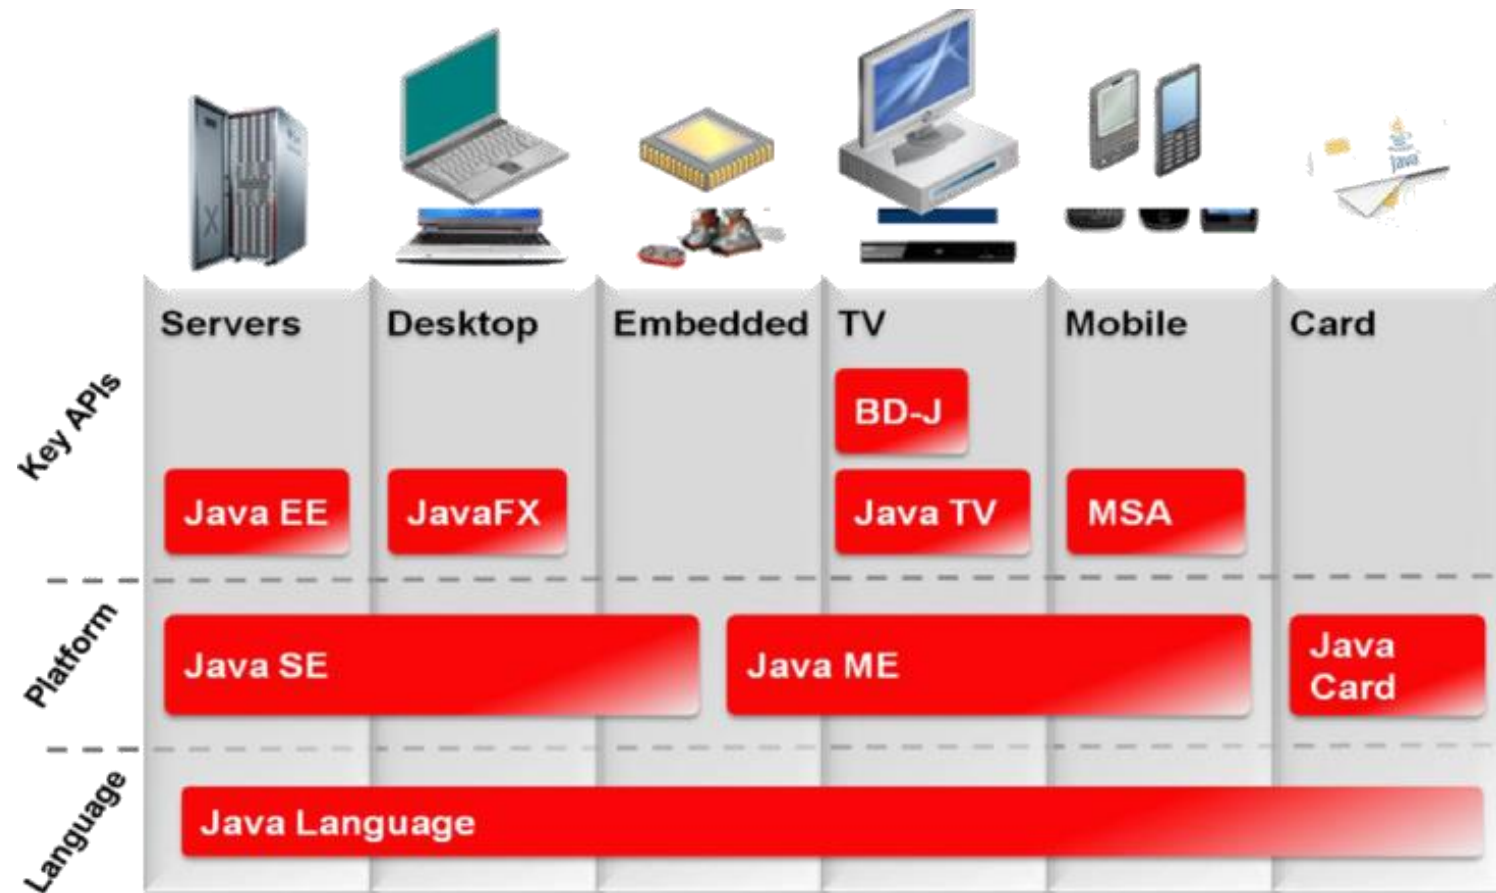 Java
Servers
Desktop
Embedded
TV
Mobile
Card
Key APIs
BD-J
Java EE
JavaFX
Java TV
MSA
Platform
Java SE
Java ME
Java
Card
Language
Java Language